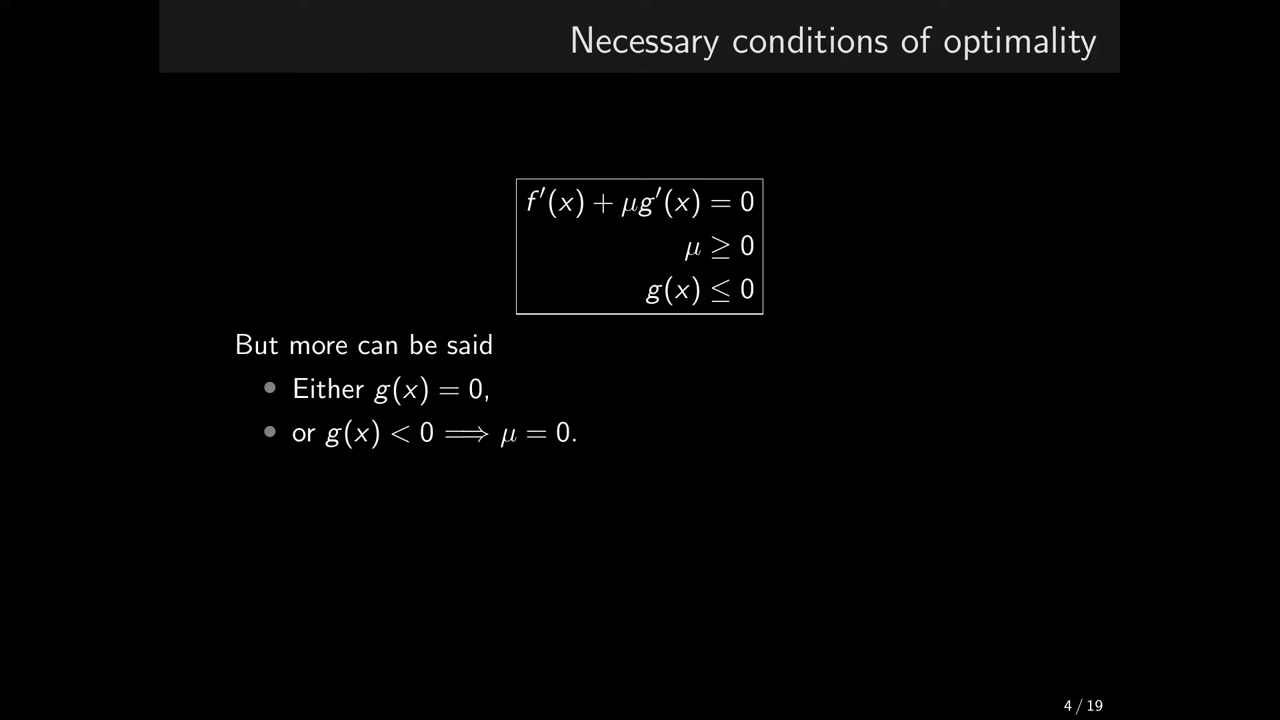 Necessary conditions of optimality
f′(x) + μg′(x) = 0
μ ≥ 0
g(x) ≤ 0
But more can be said
• Either g(x) = 0,
• or g(x) < 0 ⟹ μ = 0.
4 / 19